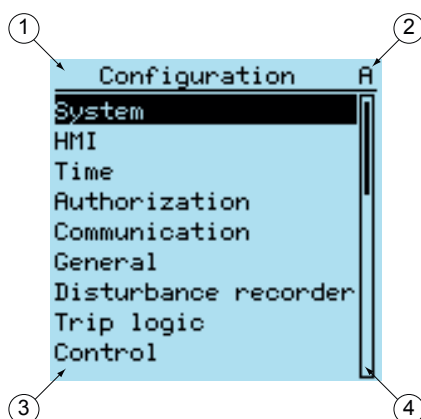 1
2
Configuration A
System
HMI
Time
Authorization
Communication
General
Disturbance recorder
Trip logic
Control
3
4